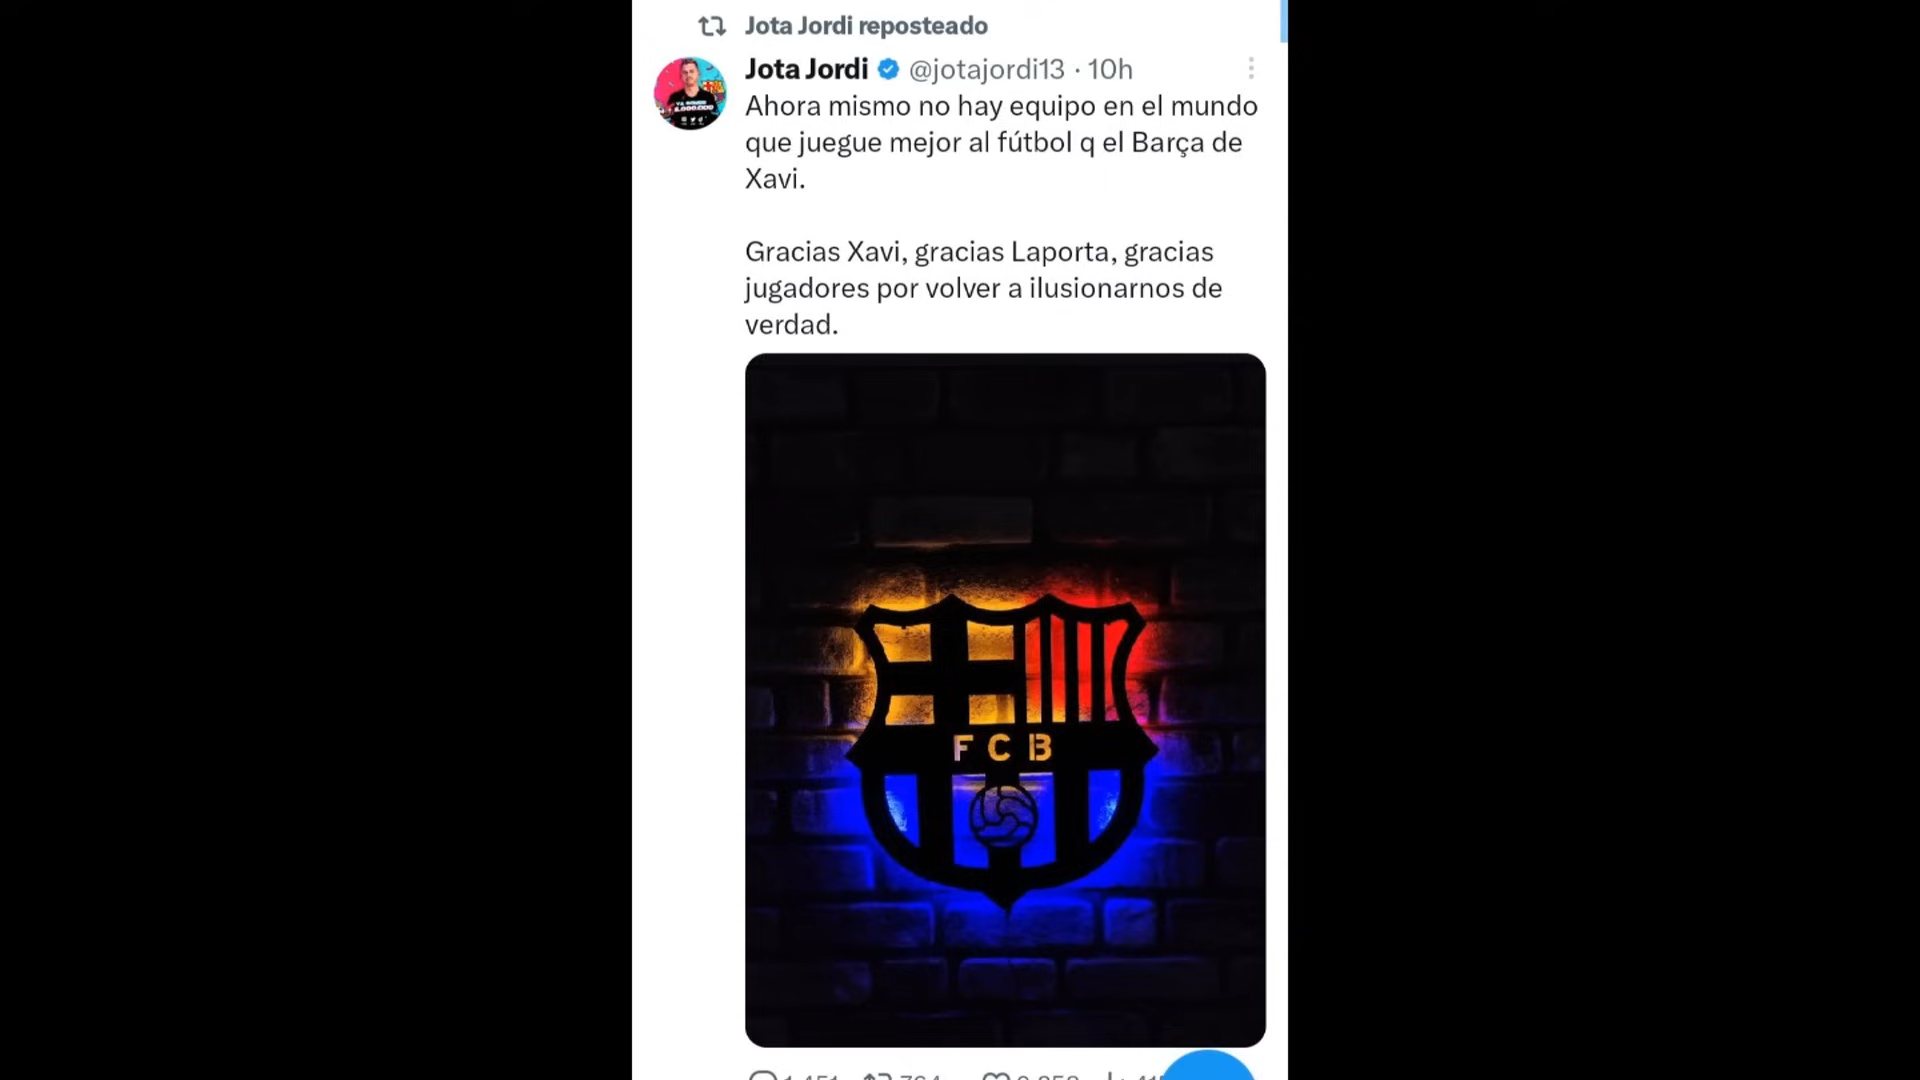 Jota Jordi reposteado
Jota Jordi @jotajordi13 · 10h
Ahora mismo no hay equipo en el mundo
que juegue mejor al fútbol q el Barça de
Xavi.
Gracias Xavi, gracias Laporta, gracias
jugadores por volver a ilusionarnos de
verdad.
F C B